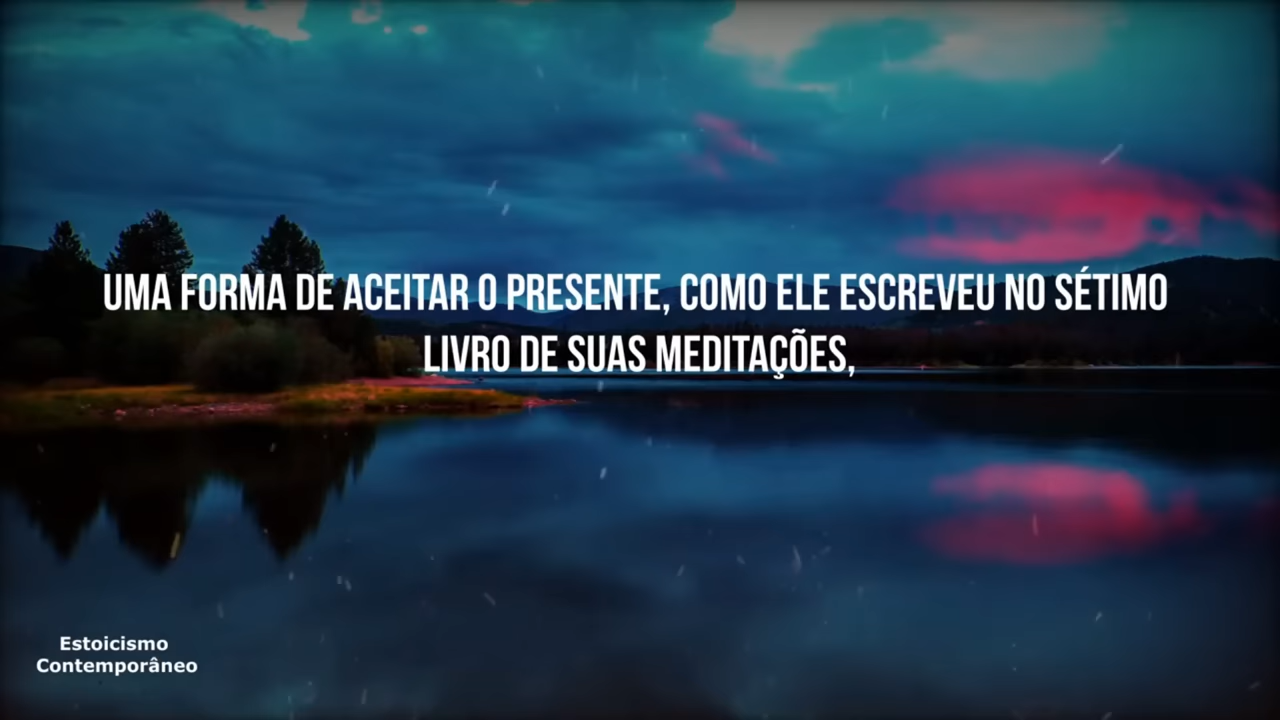 UMA FORMA DE ACEITAR O PRESENTE, COMO ELE ESCREVEU NO SÉTIMO
LIVRO DE SUAS MEDITAÇÕES,
Estoicismo
Contemporâneo